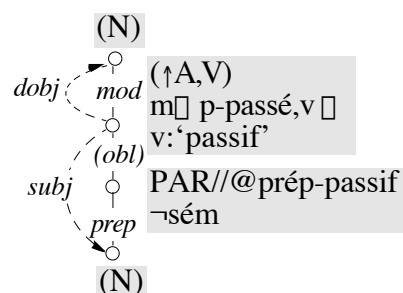 (N)
(↑A,V)
dobj mod
m▯ p-passé,v ▯
v:‘passif’
(obl)
subj PAR//@prép-passif
¬sém
prep
(N)